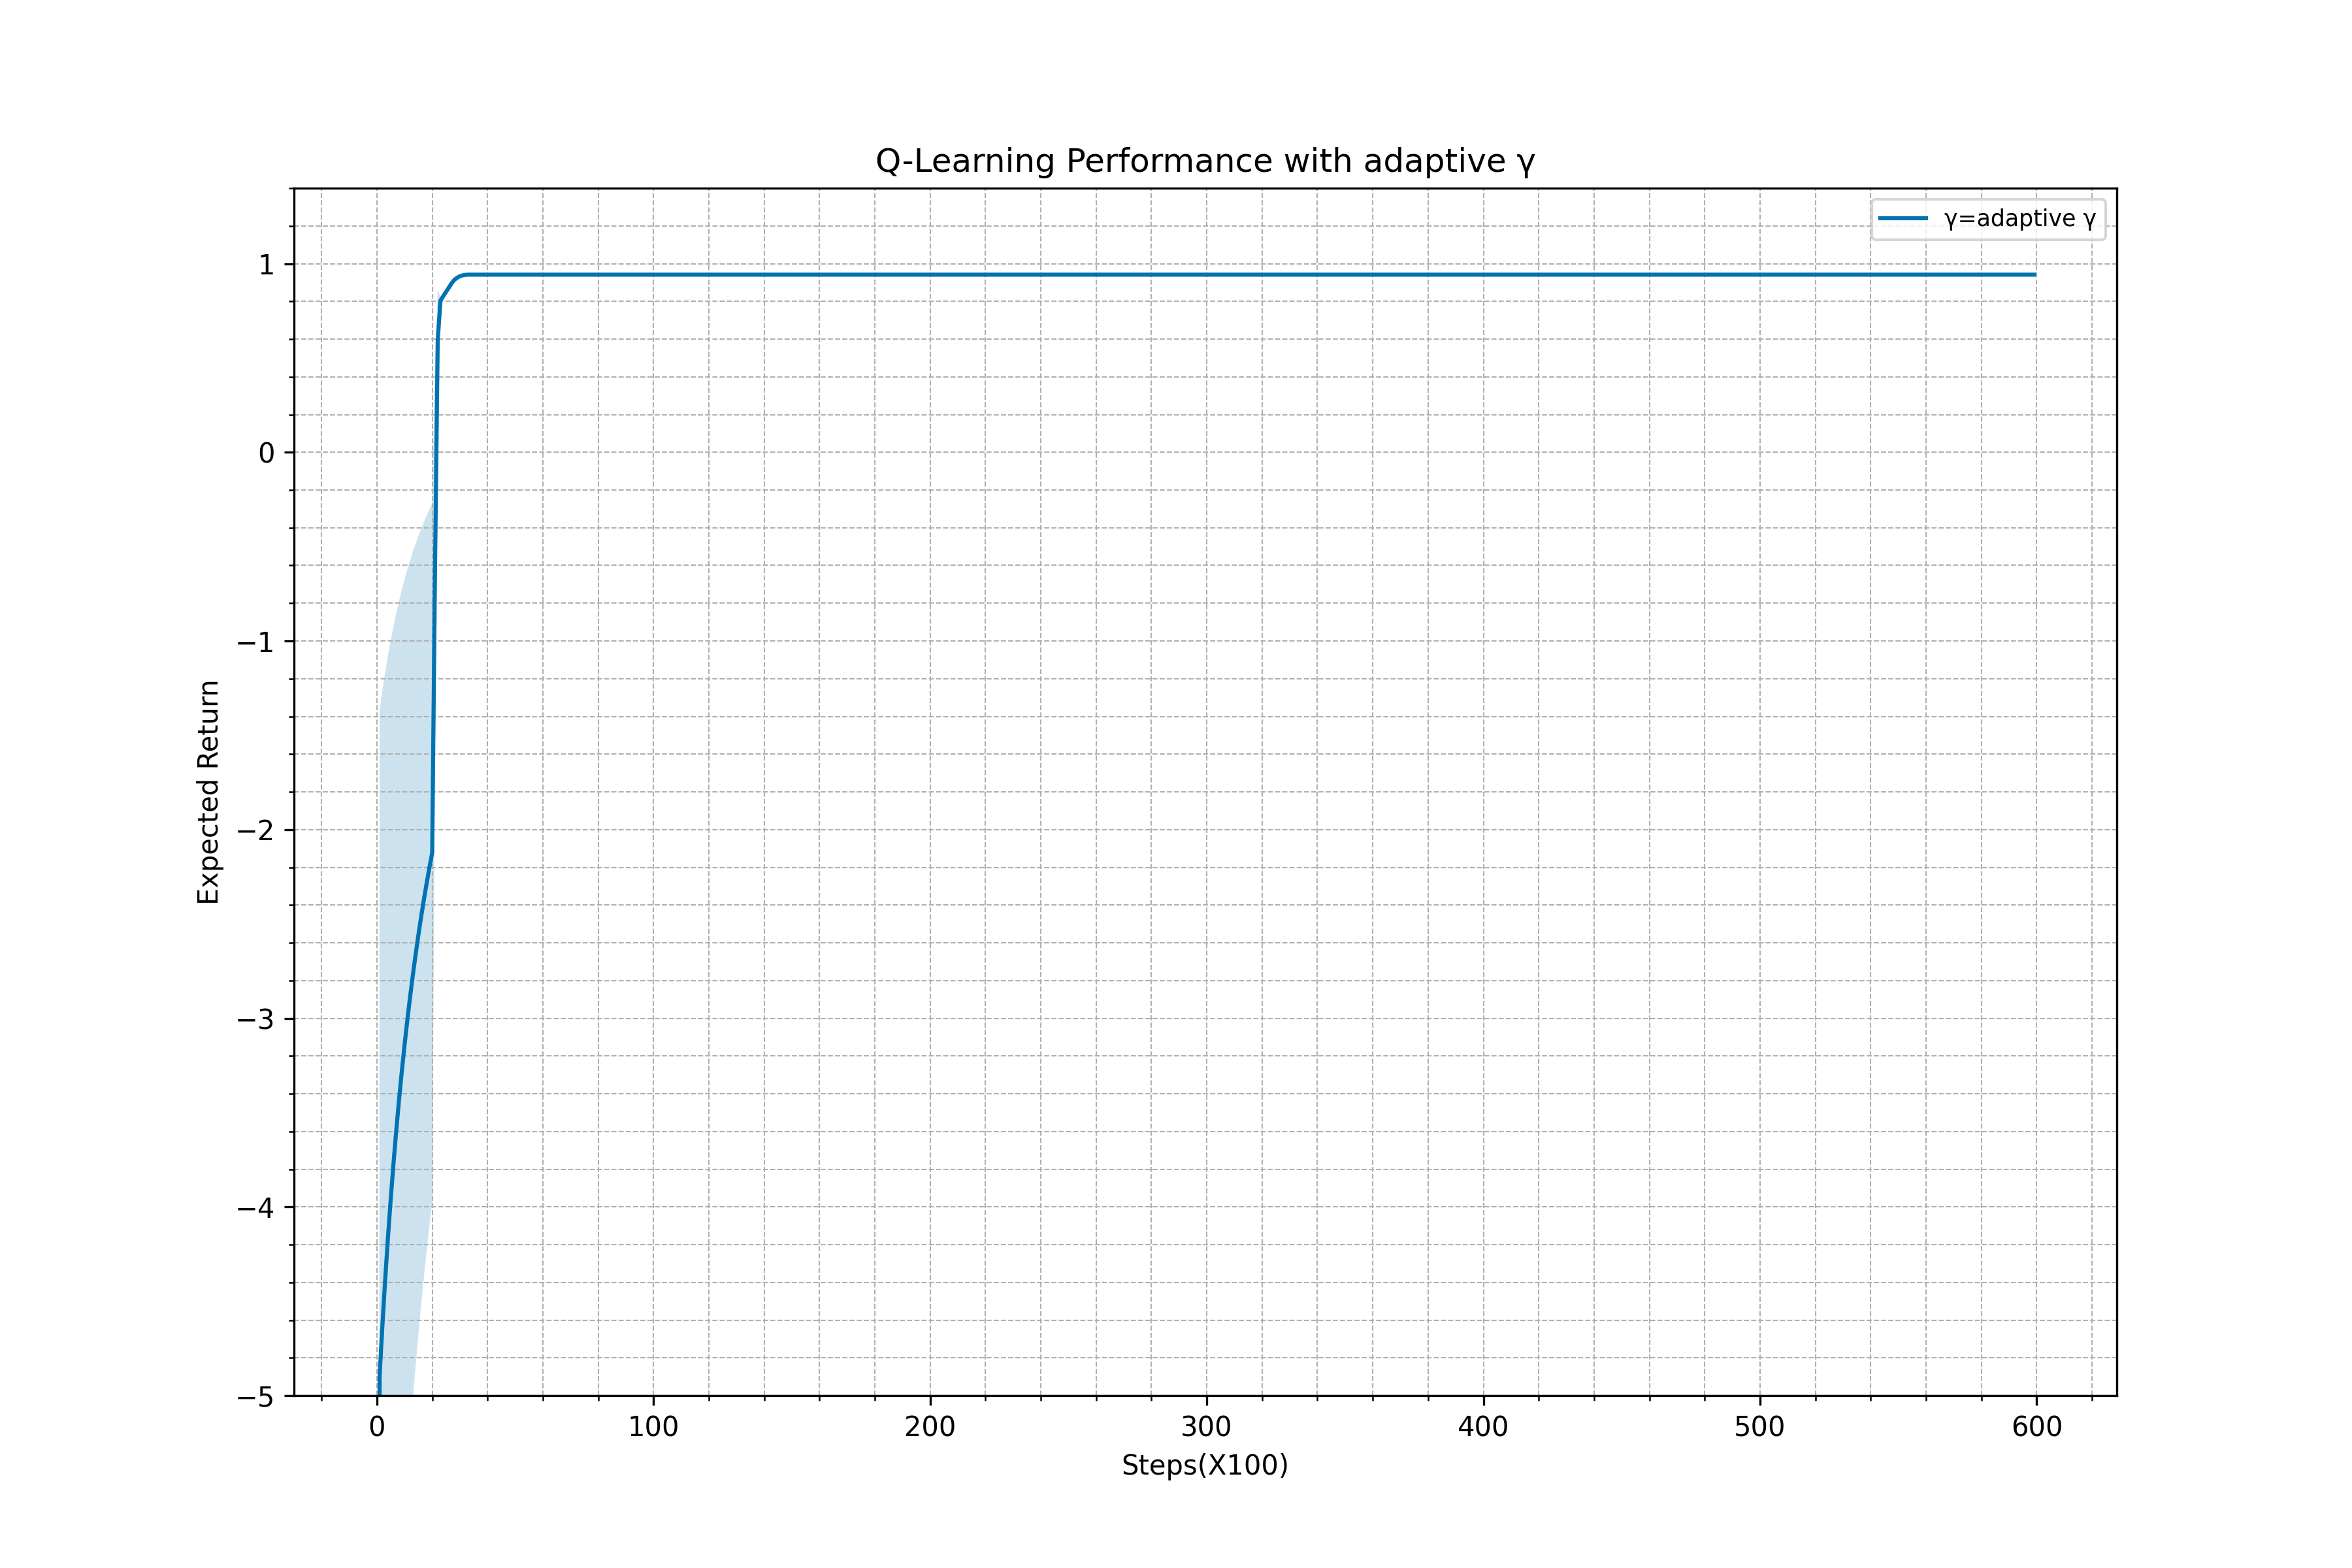 Q-Learning Performance with adaptive γ
γ=adaptive γ
1
0
−1
−2
−3
−4
−5
Expected Return
0 100 200 300 400 500 600
Steps(X100)